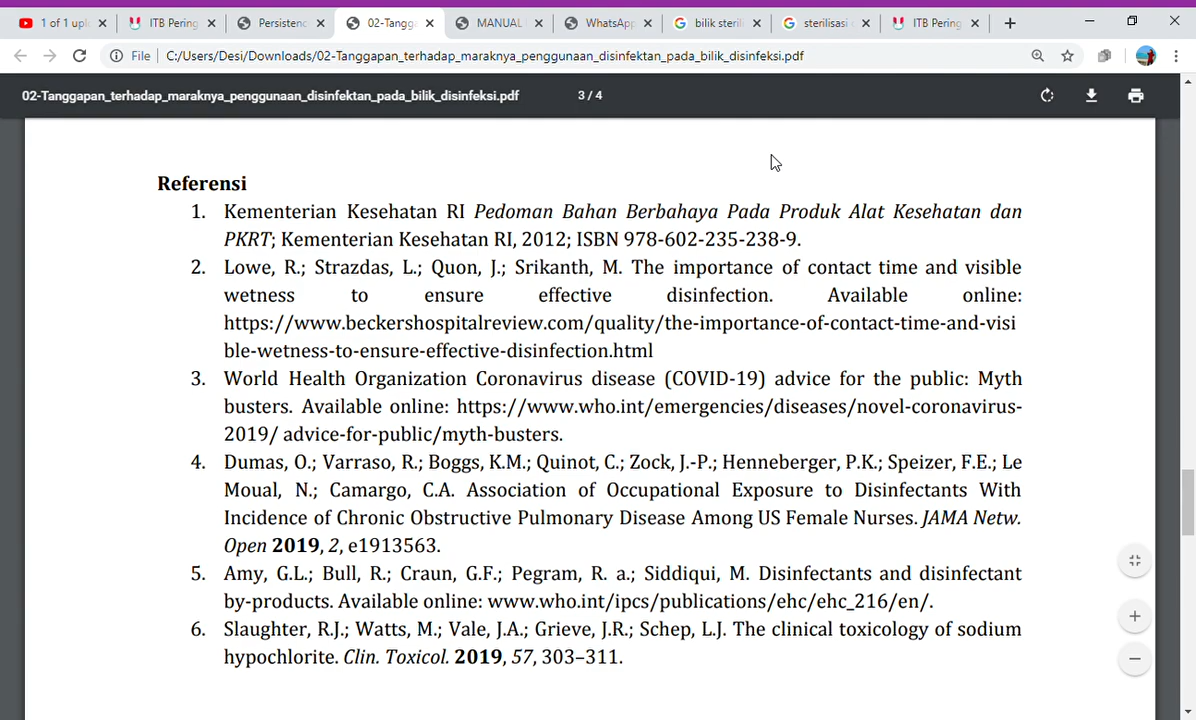 1 of 1 upl
ITB Pering
Persistenc
02-Tangg
MANUAL
WhatsApp
bilik steril
sterilisasi
ITB Pering
File
C:/Users/Desi/Downloads/02-Tanggapan_terhadap_maraknya_penggunaan_disinfektan_pada_bilik_disinfeksi.pdf
02-Tanggapan_terhadap_maraknya_penggunaan_disinfektan_pada_bilik_disinfeksi.pdf
3 / 4
Referensi
1. Kementerian Kesehatan RI Pedoman Bahan Berbahaya Pada Produk Alat Kesehatan dan
PKRT; Kementerian Kesehatan RI, 2012; ISBN 978-602-235-238-9.
2. Lowe, R.; Strazdas, L.; Quon, J.; Srikanth, M. The importance of contact time and visible
wetness to ensure effective disinfection. Available online:
https://www.beckershospitalreview.com/quality/the-importance-of-contact-time-and-visi
ble-wetness-to-ensure-effective-disinfection.html
3. World Health Organization Coronavirus disease (COVID-19) advice for the public: Myth
busters. Available online: https://www.who.int/emergencies/diseases/novel-coronavirus-
2019/ advice-for-public/myth-busters.
4. Dumas, O.; Varraso, R.; Boggs, K.M.; Quinot, C.; Zock, J.-P.; Henneberger, P.K.; Speizer, F.E.; Le
Moual, N.; Camargo, C.A. Association of Occupational Exposure to Disinfectants With
Incidence of Chronic Obstructive Pulmonary Disease Among US Female Nurses. JAMA Netw.
Open 2019, 2, e1913563.
5. Amy, G.L.; Bull, R.; Craun, G.F.; Pegram, R. a.; Siddiqui, M. Disinfectants and disinfectant
by-products. Available online: www.who.int/ipcs/publications/ehc/ehc_216/en/.
6. Slaughter, R.J.; Watts, M.; Vale, J.A.; Grieve, J.R.; Schep, L.J. The clinical toxicology of sodium
hypochlorite. Clin. Toxicol. 2019, 57, 303–311.